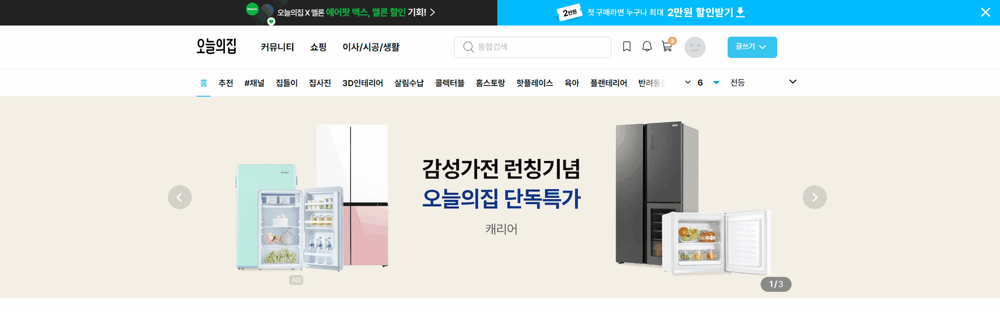 Melon 오늘의집 X 멜론 에어팟 맥스, 멜론 할인 기회!
2만원 첫 구매라면 누구나 최대 2만원 할인받기
오늘의집 커뮤니티 쇼핑 이사/시공/생활 통합검색 2 글쓰기
홈 추천 #채널 집들이 집사진 3D인테리어 살림수납 콜렉터블 홈스토랑 핫플레이스 육아 플랜테리어 반려동물 6 전등
감성가전 런칭기념
오늘의집 단독특가
캐리어
AD
1/3